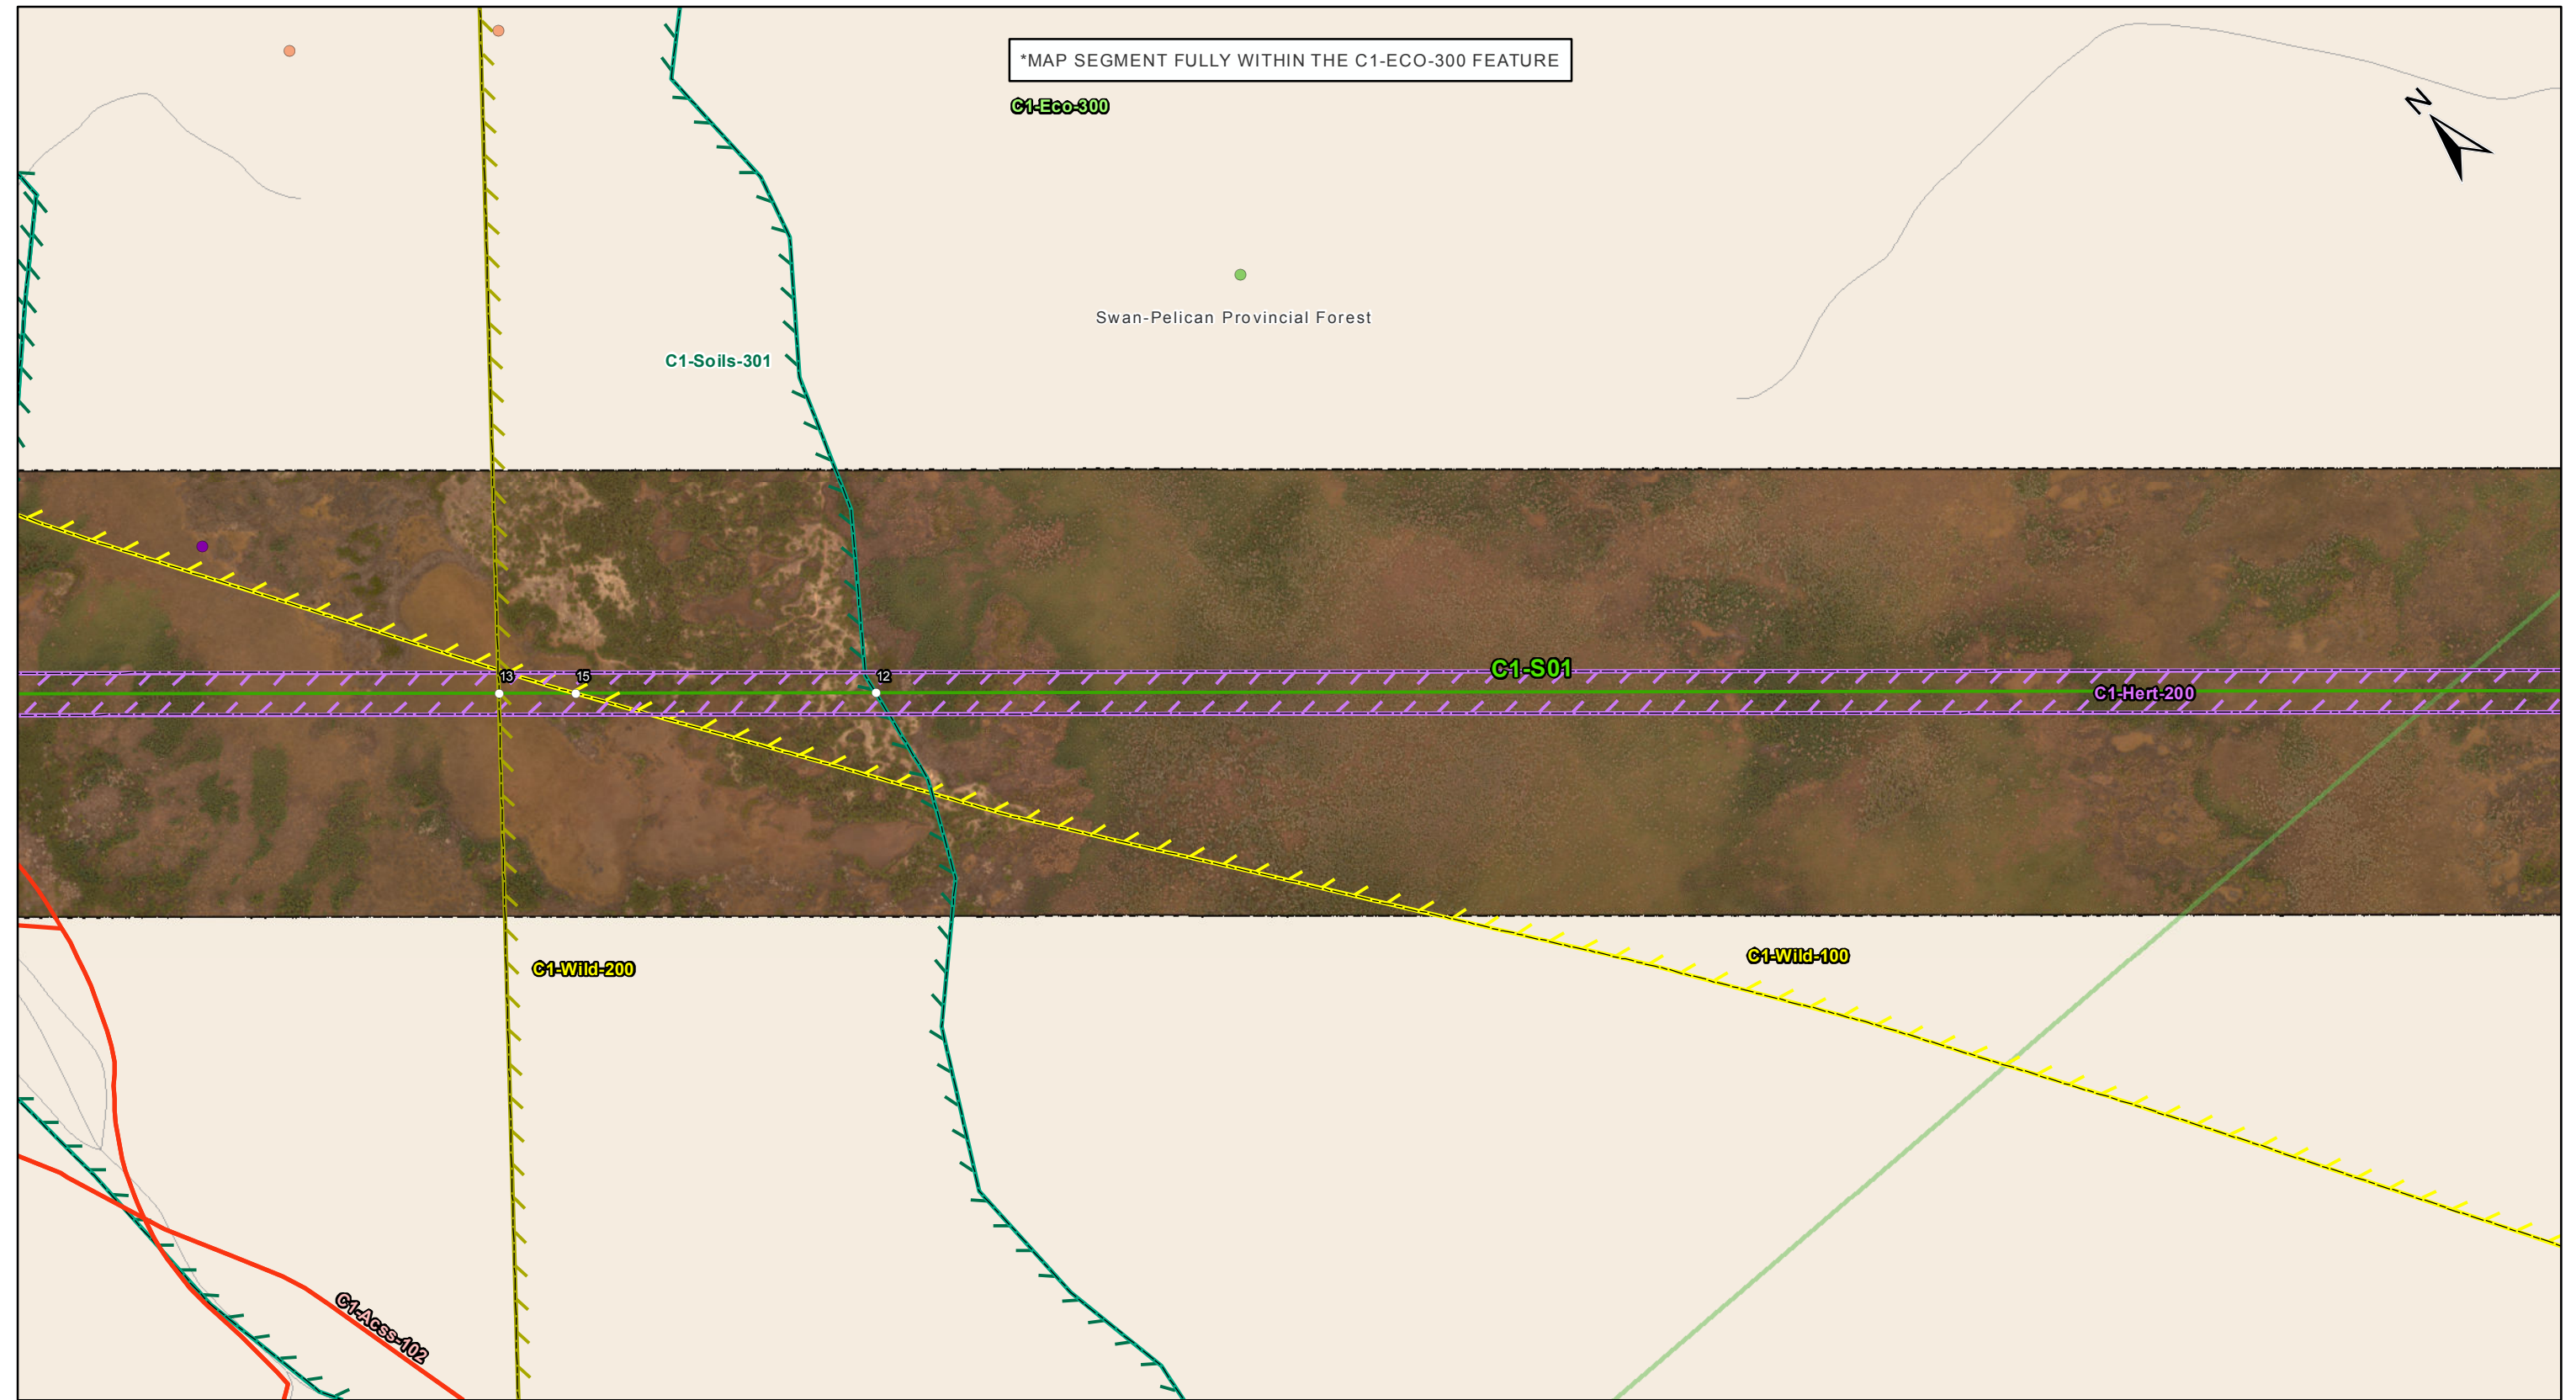 *MAP SEGMENT FULLY WITHIN THE C1-ECO-300 FEATURE
C1-Eco-300
N
Swan-Pelican Provincial Forest
C1-Soils-301
C1-S01
13
15
12
C1-Hert-200
C1-Wild-200
C1-Wild-100
C1-Acss-102